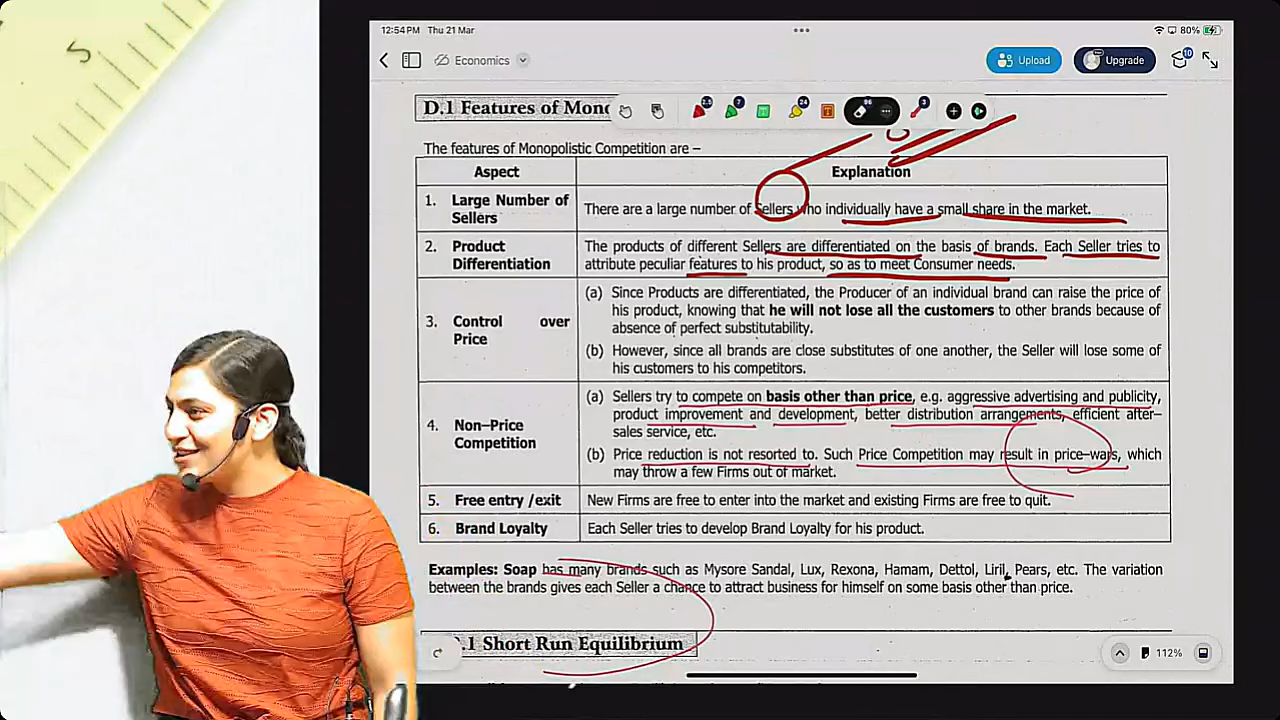 5
12:54 PM Thu 21 Mar
80%
Economics
Upload
Upgrade
10
D.1 Features of Mono
2.5
7
24
96
3
The features of Monopolistic Competition are –
Aspect
Explanation
1. Large Number of Sellers
There are a large number of Sellers who individually have a small share in the market.
2. Product Differentiation
The products of different Sellers are differentiated on the basis of brands. Each Seller tries to
attribute peculiar features to his product, so as to meet Consumer needs.
3. Control over Price
(a) Since Products are differentiated, the Producer of an individual brand can raise the price of
his product, knowing that he will not lose all the customers to other brands because of
absence of perfect substitutability.
(b) However, since all brands are close substitutes of one another, the Seller will lose some of
his customers to his competitors.
4. Non–Price Competition
(a) Sellers try to compete on basis other than price, e.g. aggressive advertising and publicity,
product improvement and development, better distribution arrangements, efficient after–
sales service, etc.
(b) Price reduction is not resorted to. Such Price Competition may result in price–wars, which
may throw a few Firms out of market.
5. Free entry /exit
New Firms are free to enter into the market and existing Firms are free to quit.
6. Brand Loyalty
Each Seller tries to develop Brand Loyalty for his product.
Examples: Soap has many brands such as Mysore Sandal, Lux, Rexona, Hamam, Dettol, Liril, Pears, etc. The variation
between the brands gives each Seller a chance to attract business for himself on some basis other than price.
.1 Short Run Equilibrium
112%